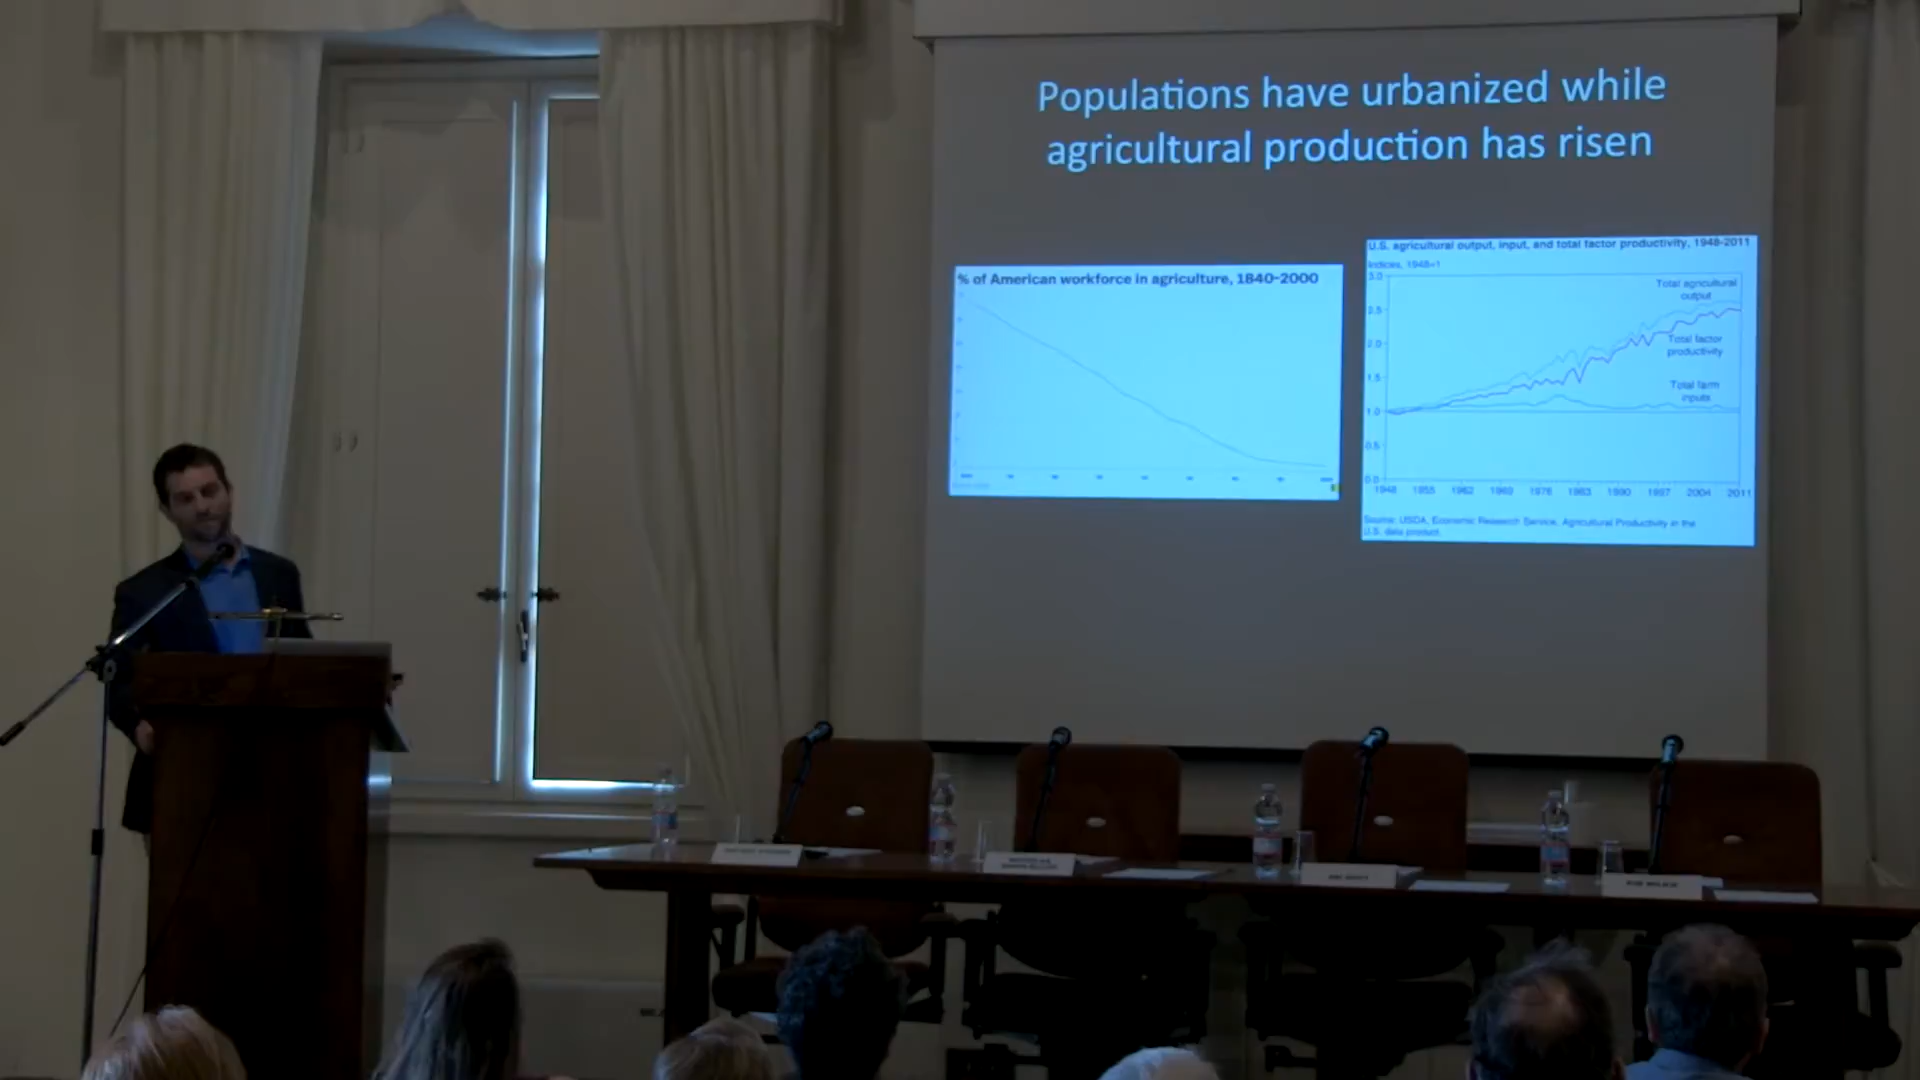 Populations have urbanized while
agricultural production has risen
% of American workforce in agriculture, 1840-2000
U.S. agricultural output, input, and total factor productivity, 1948-2011
Indices, 1948=1
3.0
Total agricultural
output
2.5
2.0
Total factor
productivity
1.5
Total farm
inputs
1.0
0.5
0.0
1948 1955 1962 1969 1976 1983 1990 1997 2004 2011
Source: USDA, Economic Research Service, Agricultural Productivity in the
U.S. data product.